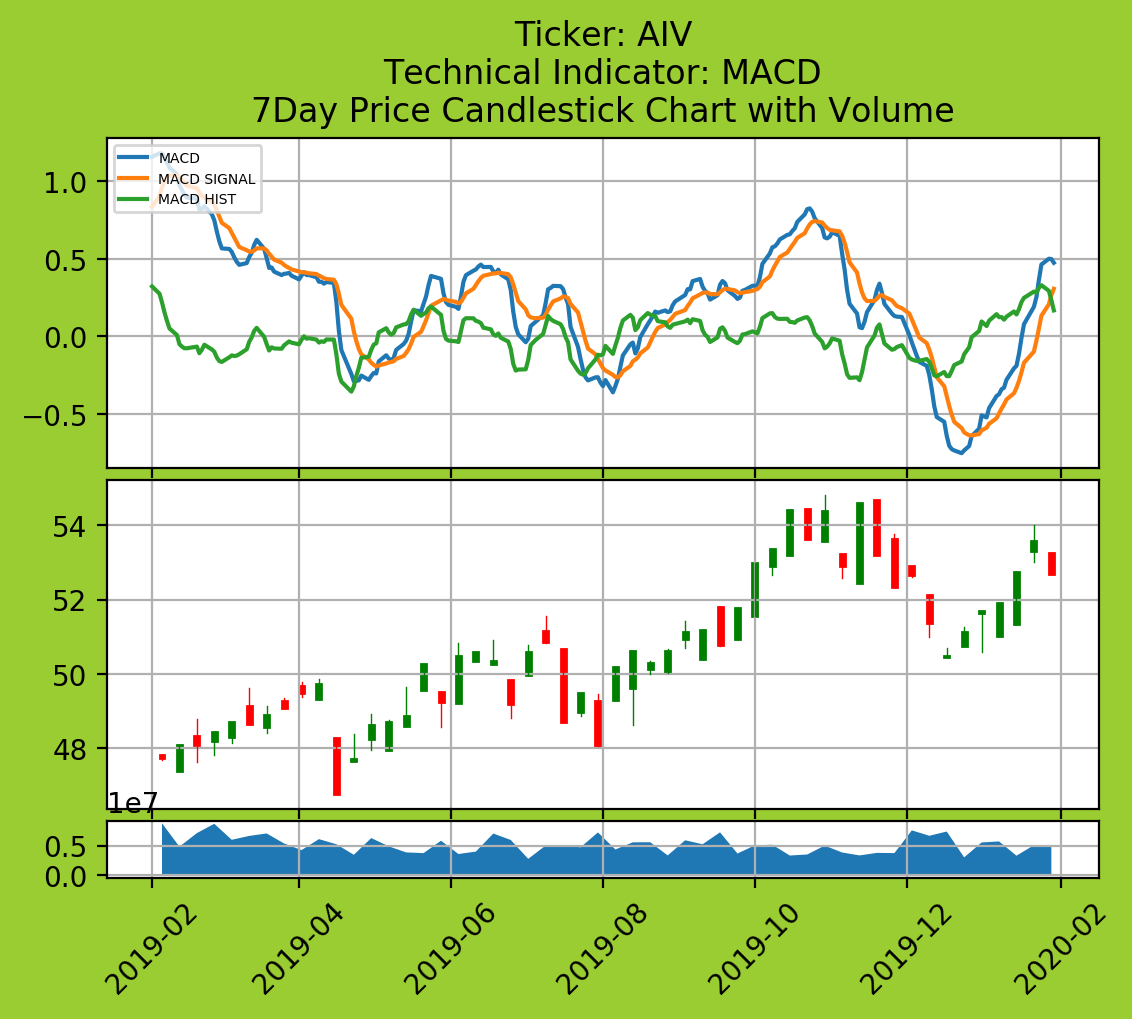 Ticker: AIV
Technical Indicator: MACD
7Day Price Candlestick Chart with Volume
MACD
MACD SIGNAL
MACD HIST
1.0
0.5
0.0
−0.5
54
52
50
48
1e7
0.5
0.0
2019-02
2019-04
2019-06
2019-08
2019-10
2019-12
2020-02